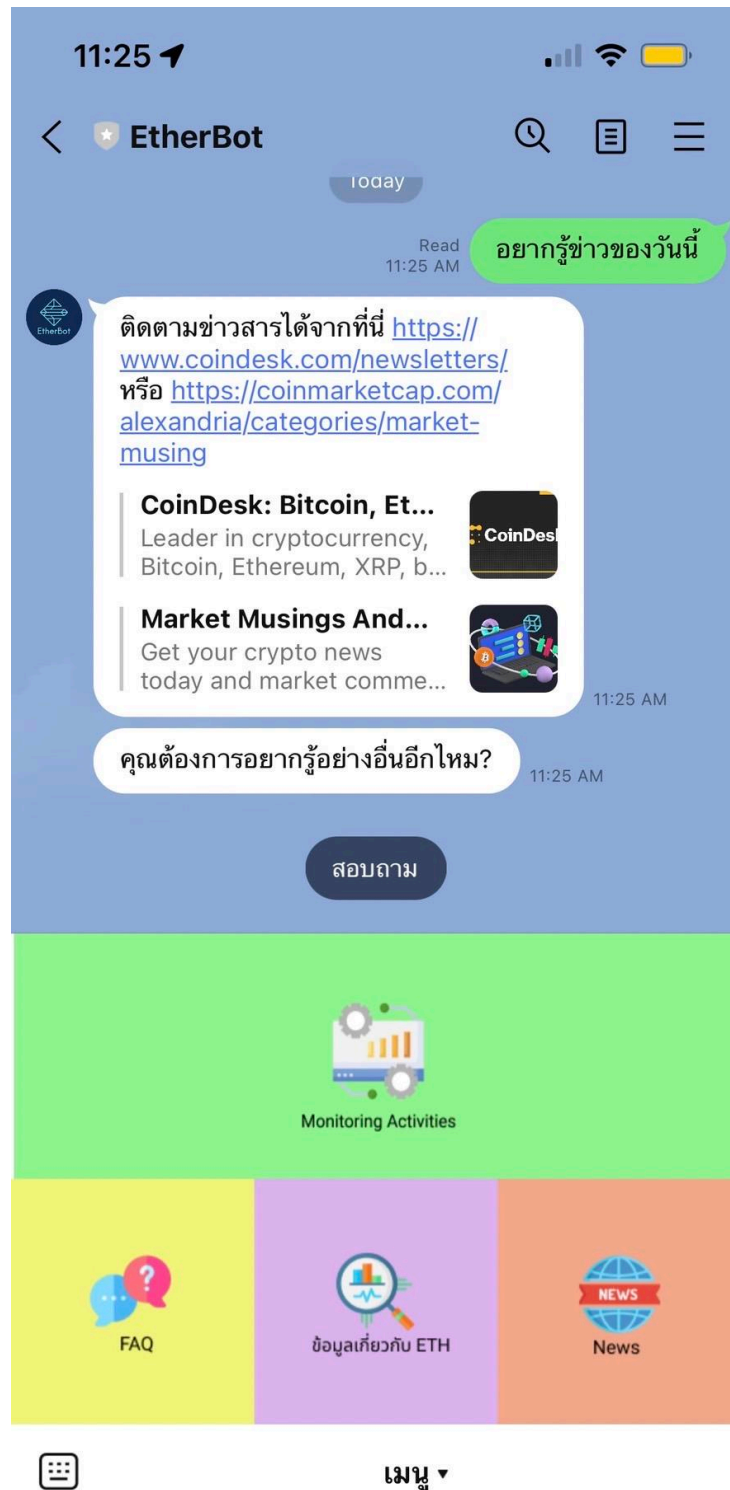 11:25
EtherBot
Today
Read
11:25 AM
อยากรู้ข่าวของวันนี้
EtherBot
ติดตามข่าวสารได้จากที่นี่ https://
www.coindesk.com/newsletters/
หรือ https://coinmarketcap.com/
alexandria/categories/market-
musing
CoinDesk: Bitcoin, Et...
Leader in cryptocurrency,
Bitcoin, Ethereum, XRP, b...
CoinDes
Market Musings And...
Get your crypto news
today and market comme...
11:25 AM
คุณต้องการอยากรู้อย่างอื่นอีกไหม?
11:25 AM
สอบถาม
Monitoring Activities
FAQ
ข้อมูลเกี่ยวกับ ETH
NEWS
News
เมนู